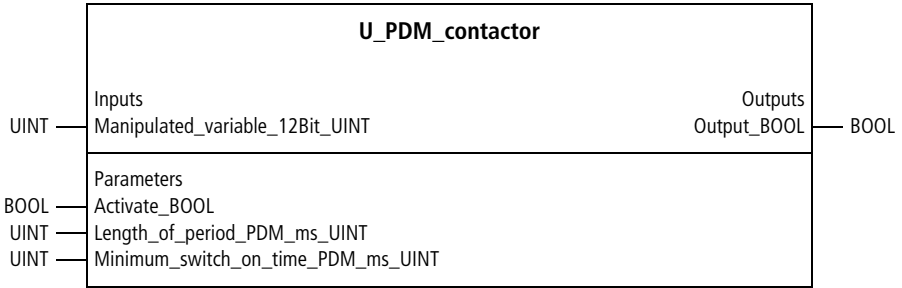 U_PDM_contactor
Inputs Outputs
UINT Manipulated_variable_12Bit_UINT Output_BOOL BOOL
Parameters
BOOL Activate_BOOL
UINT Length_of_period_PDM_ms_UINT
UINT Minimum_switch_on_time_PDM_ms_UINT